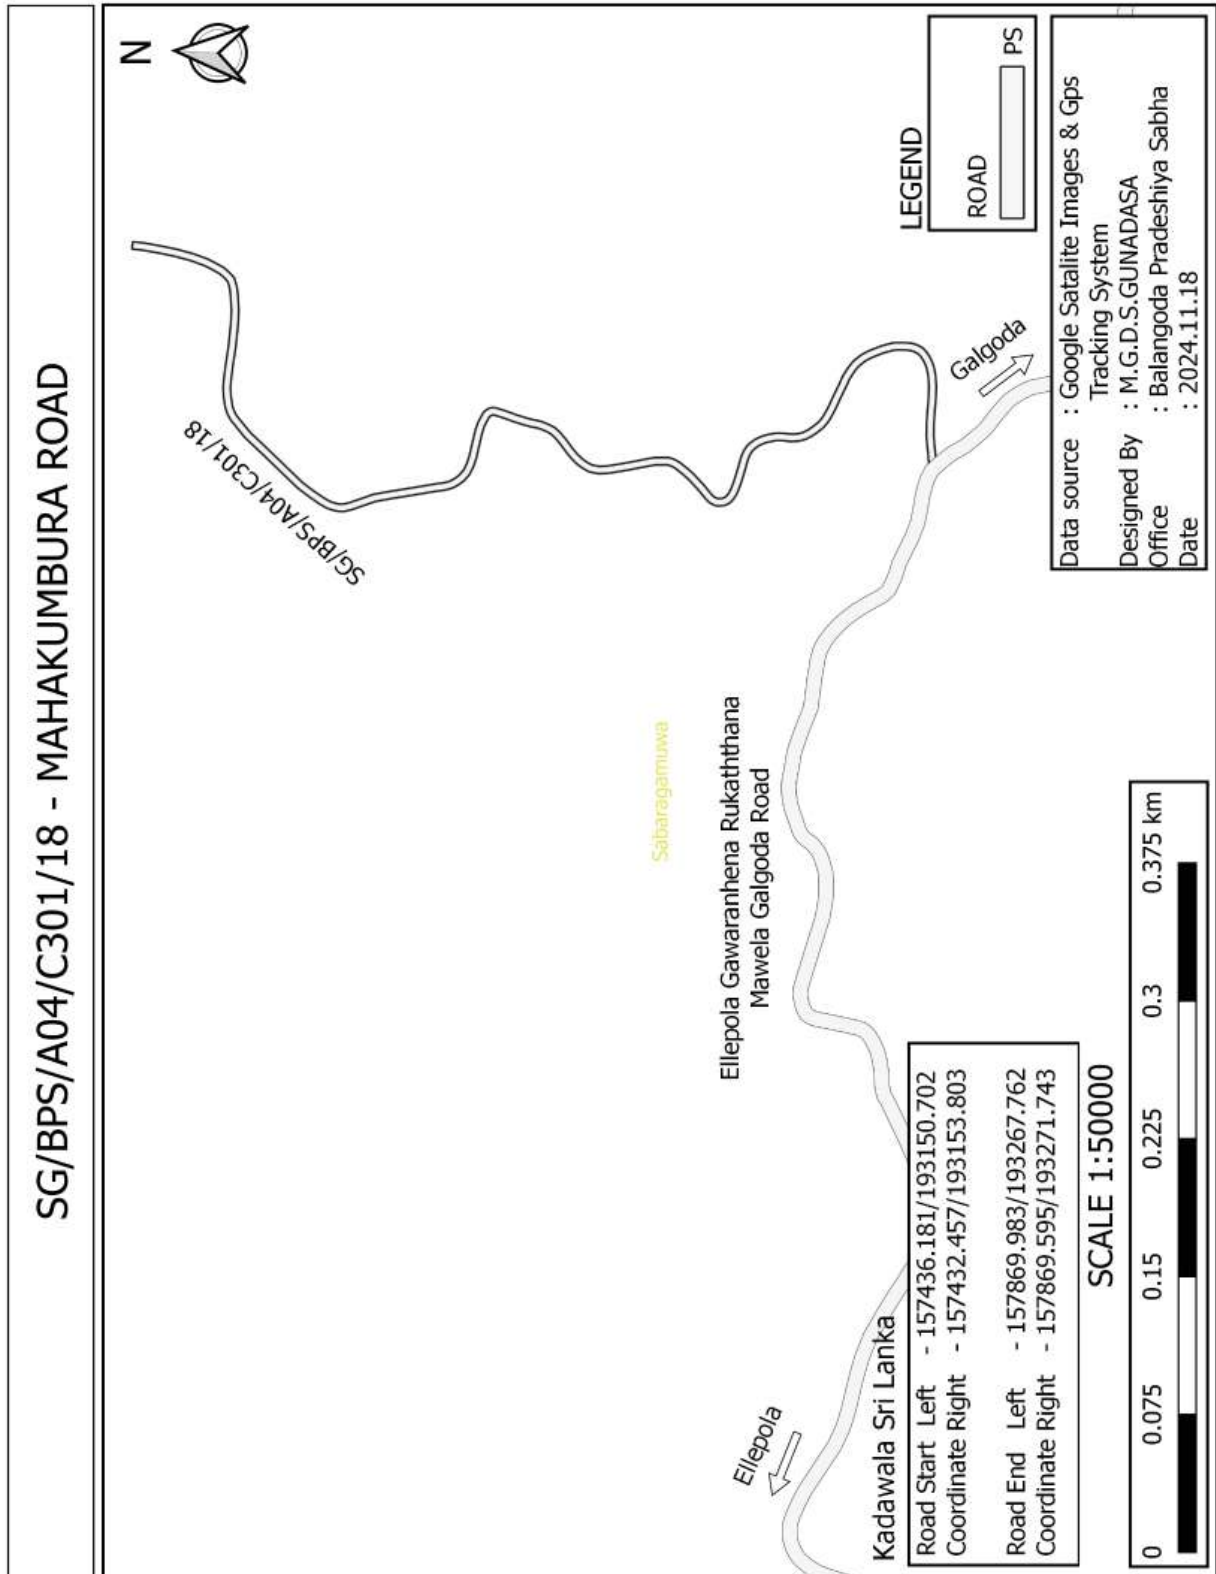 SG/BPS/A04/C301/18 - MAHAKUMBURA ROAD
N
SG/BPS/A04/C301/18
Sabaragamuwa
Ellepola Gawaranhena Rukaththana
Mawela Galgoda Road
Galgoda
Ellepola
LEGEND
ROAD
PS
Kadawala Sri Lanka
Road Start Left - 157436.181/193150.702
Coordinate Right - 157432.457/193153.803
Road End Left - 157869.983/193267.762
Coordinate Right - 157869.595/193271.743
Data source : Google Satalite Images & Gps
Tracking System
Designed By : M.G.D.S.GUNADASA
Office : Balangoda Pradeshiya Sabha
Date : 2024.11.18
SCALE 1:50000
0 0.075 0.15 0.225 0.3 0.375 km